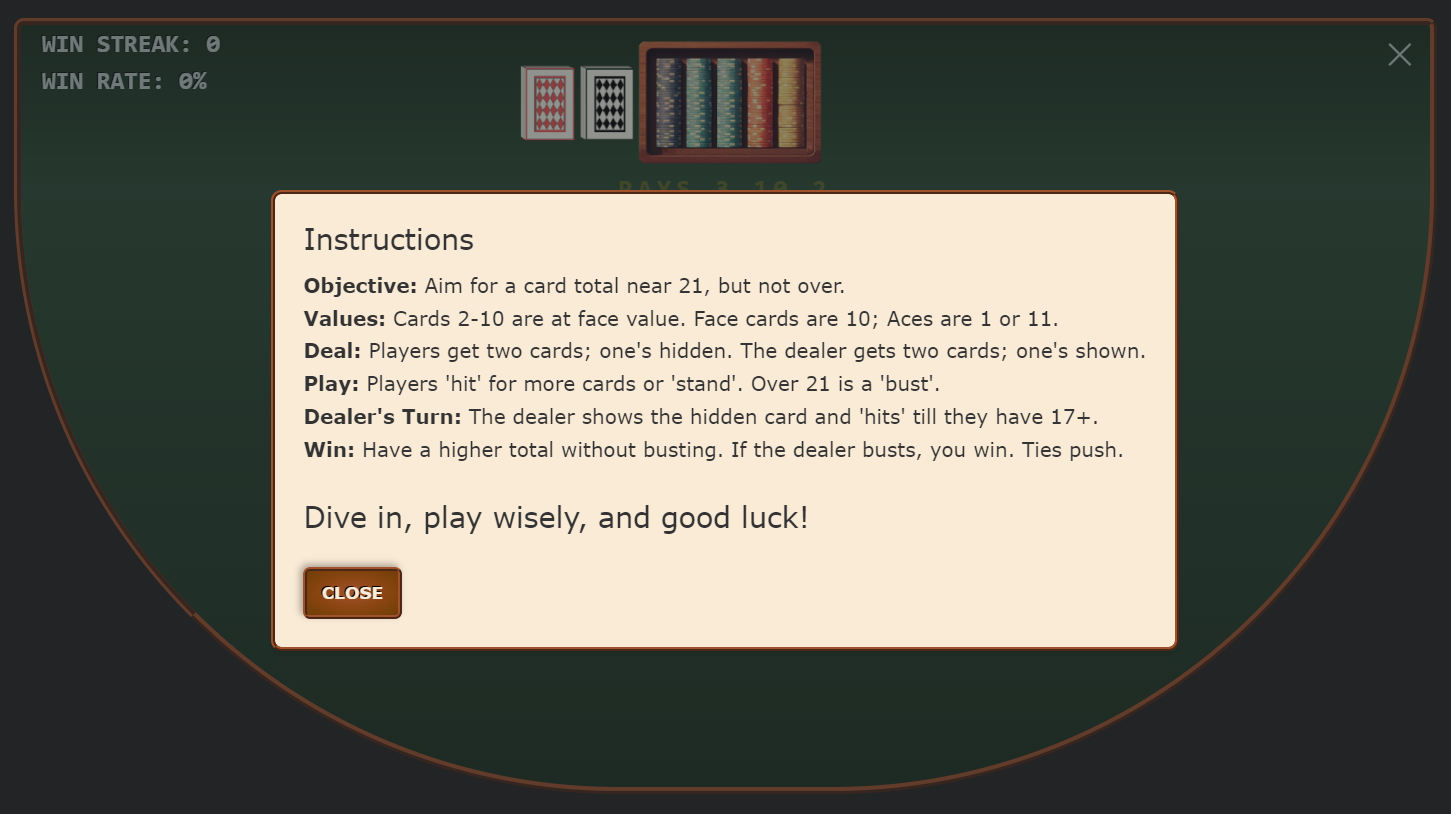 WIN STREAK: 0
WIN RATE: 0%
PAYS 3 10 2
Instructions
Objective: Aim for a card total near 21, but not over.
Values: Cards 2-10 are at face value. Face cards are 10; Aces are 1 or 11.
Deal: Players get two cards; one's hidden. The dealer gets two cards; one's shown.
Play: Players 'hit' for more cards or 'stand'. Over 21 is a 'bust'.
Dealer's Turn: The dealer shows the hidden card and 'hits' till they have 17+.
Win: Have a higher total without busting. If the dealer busts, you win. Ties push.
Dive in, play wisely, and good luck!
CLOSE